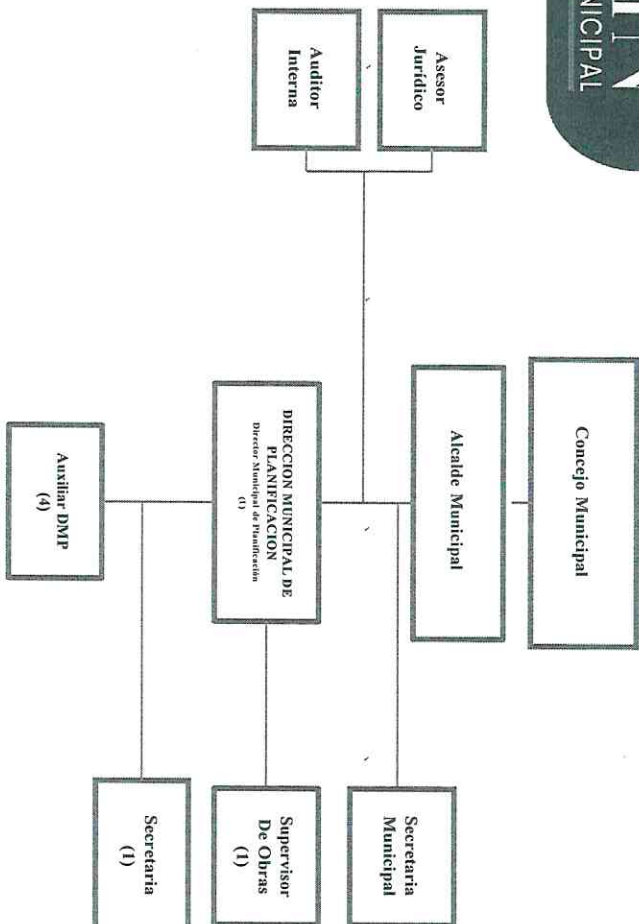 NICIPAL
Concejo Municipal
Alcalde Municipal
Secretaria
Municipal
Asesor
Jurídico
Auditor
Interna
DIRECCION MUNICIPAL DE
PLANIFICACION
Director Municipal de Planificación
(1)
Supervisor
De Obras
(1)
Secretaria
(1)
Auxiliar DMP
(4)